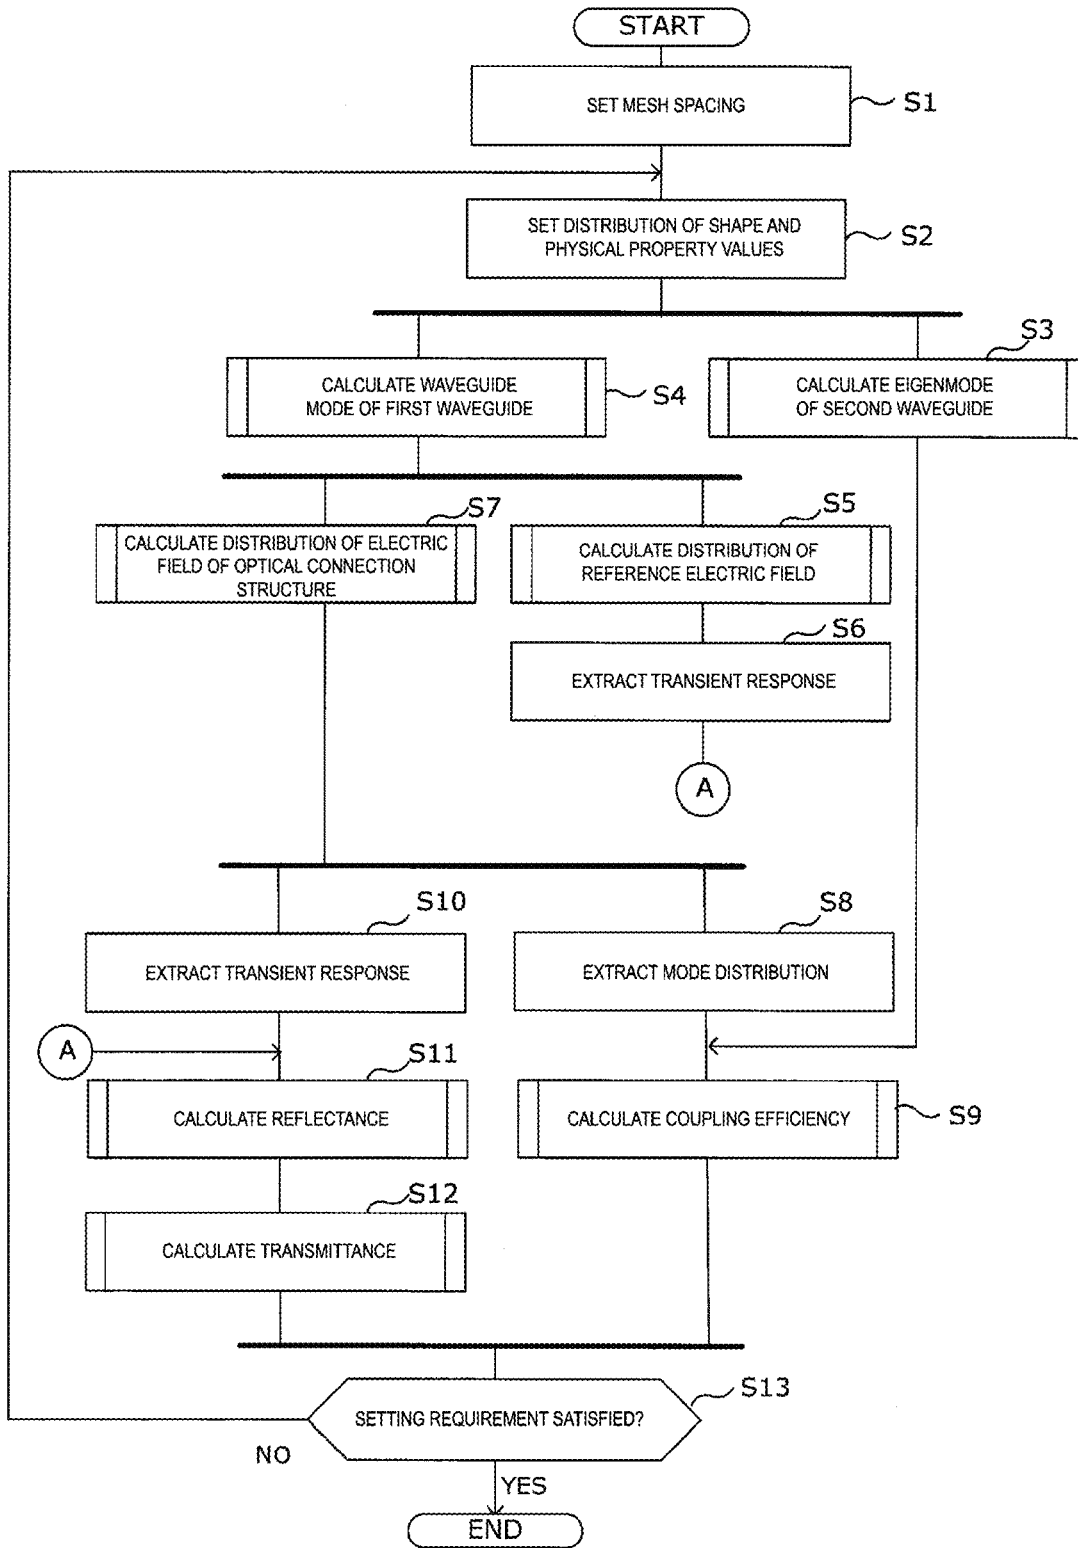 START
SET MESH SPACING
S1
SET DISTRIBUTION OF SHAPE AND
PHYSICAL PROPERTY VALUES
S2
S3
CALCULATE WAVEGUIDE
MODE OF FIRST WAVEGUIDE
S4
CALCULATE EIGENMODE
OF SECOND WAVEGUIDE
S7
S5
CALCULATE DISTRIBUTION OF ELECTRIC
FIELD OF OPTICAL CONNECTION
STRUCTURE
CALCULATE DISTRIBUTION OF
REFERENCE ELECTRIC FIELD
S6
EXTRACT TRANSIENT RESPONSE
A
S10
S8
EXTRACT TRANSIENT RESPONSE
EXTRACT MODE DISTRIBUTION
A
S11
CALCULATE REFLECTANCE
CALCULATE COUPLING EFFICIENCY
S9
S12
CALCULATE TRANSMITTANCE
S13
SETTING REQUIREMENT SATISFIED?
NO
YES
END